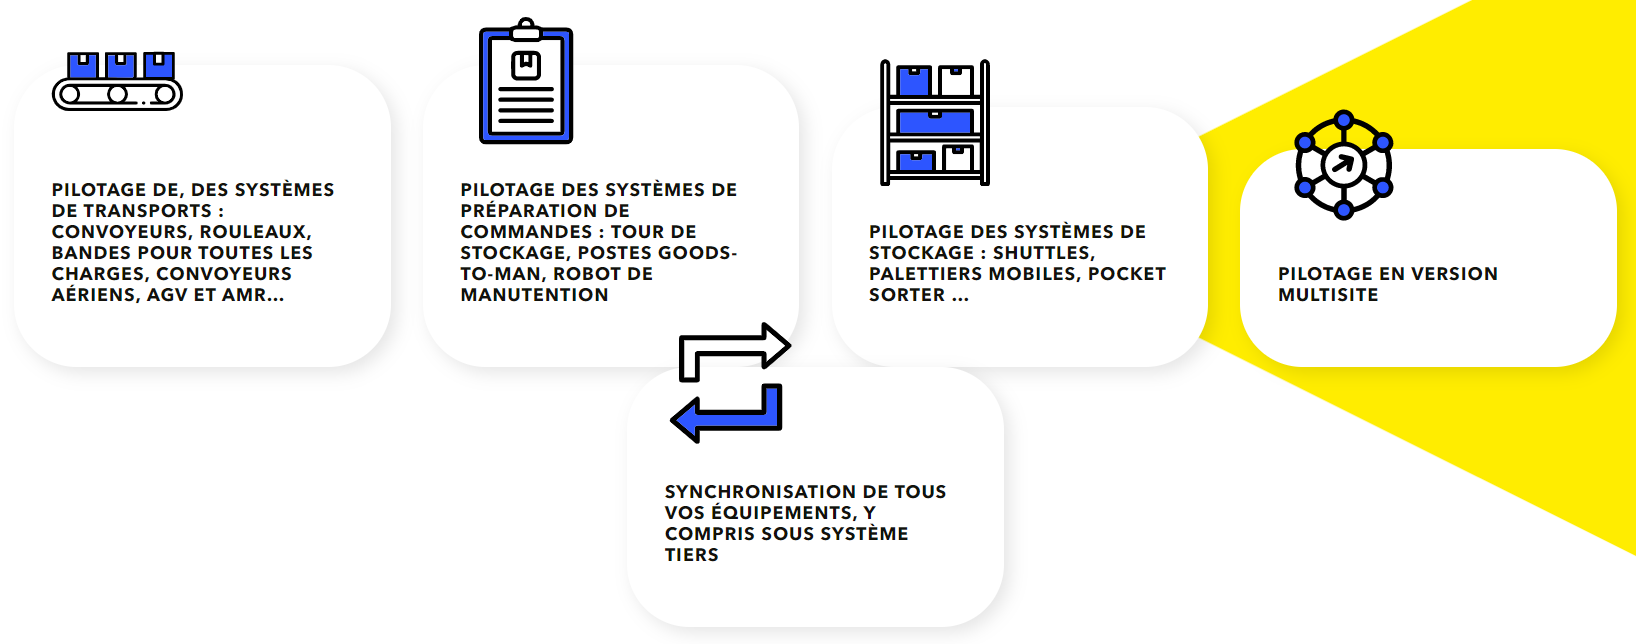 PILOTAGE DE, DES SYSTÈMES
DE TRANSPORTS :
CONVOYEURS, ROULEAUX,
BANDES POUR TOUTES LES
CHARGES, CONVOYEURS
AÉRIENS, AGV ET AMR...
PILOTAGE DES SYSTÈMES DE
PRÉPARATION DE
COMMANDES : TOUR DE
STOCKAGE, POSTES GOODS-
TO-MAN, ROBOT DE
MANUTENTION
PILOTAGE DES SYSTÈMES DE
STOCKAGE : SHUTTLES,
PALETTIERS MOBILES, POCKET
SORTER ...
PILOTAGE EN VERSION
MULTISITE
SYNCHRONISATION DE TOUS
VOS ÉQUIPEMENTS, Y
COMPRIS SOUS SYSTÈME
TIERS